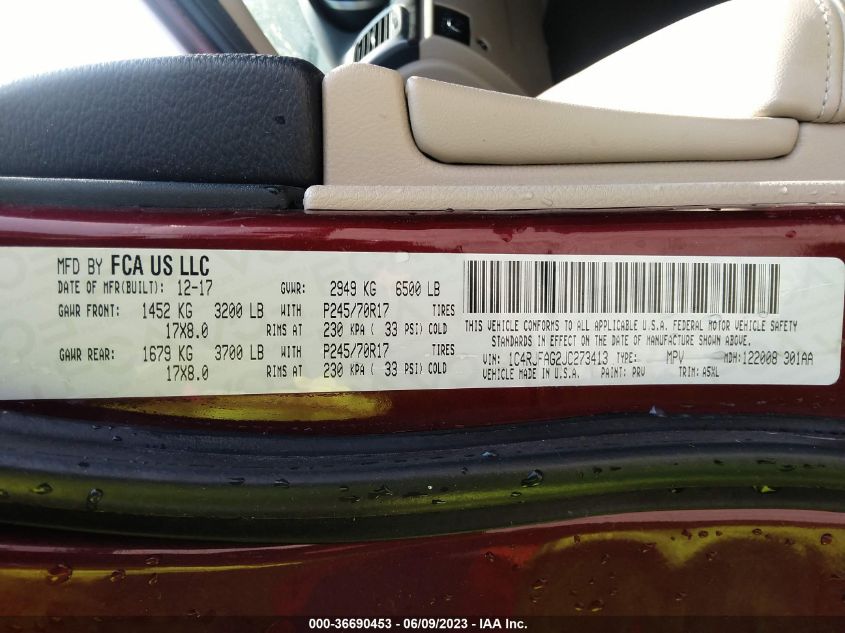 MFD BY FCA US LLC
DATE OF MFR(BUILT): 12-17 GVWR: 2949 KG 6500 LB
GAWR FRONT: 1452 KG 3200 LB WITH P245/70R17 TIRES
17X8.0 RIMS AT 230 KPA ( 33 PSI) COLD
GAWR REAR: 1679 KG 3700 LB WITH P245/70R17 TIRES
17X8.0 RIMS AT 230 KPA ( 33 PSI) COLD
THIS VEHICLE CONFORMS TO ALL APPLICABLE U.S.A. FEDERAL MOTOR VEHICLE SAFETY
STANDARDS IN EFFECT ON THE DATE OF MANUFACTURE SHOWN ABOVE.
VIN: 1C4RJFAG2JC273413 TYPE: MPV MDH:122008 301AA
VEHICLE MADE IN U.S.A. PAINT: PRV TRIM: A5XL
000-36690453 - 06/09/2023 - IAA Inc.